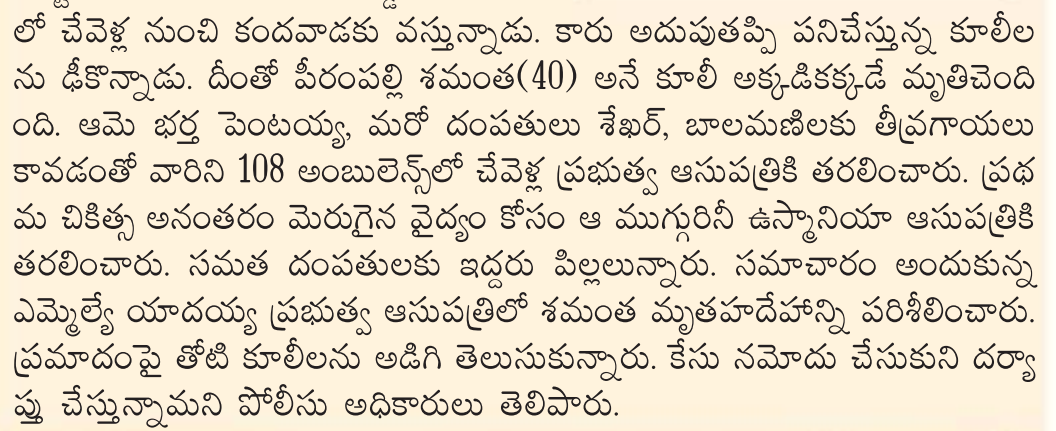 లో చేవెళ్ల నుంచి కందవాడకు వస్తున్నాడు. కారు అదుపుతప్పి పనిచేస్తున్న కూలీల
ను ఢీకొన్నాడు. దీంతో పీరంపల్లి శమంత(40) అనే కూలీ అక్కడికక్కడే మృతిచెంది
ంది. ఆమె భర్త పెంటయ్య, మరో దంపతులు శేఖర్, బాలమణిలకు తీవ్రగాయలు
కావడంతో వారిని 108 అంబులెన్స్‌లో చేవెళ్ల ప్రభుత్వ ఆసుపత్రికి తరలించారు. ప్రథ
మ చికిత్స అనంతరం మెరుగైన వైద్యం కోసం ఆ ముగ్గురినీ ఉస్మానియా ఆసుపత్రికి
తరలించారు. సమత దంపతులకు ఇద్దరు పిల్లలున్నారు. సమాచారం అందుకున్న
ఎమ్మెల్యే యాదయ్య ప్రభుత్వ ఆసుపత్రిలో శమంత మృతహదేహాన్ని పరిశీలించారు.
ప్రమాదంపై తోటి కూలీలను అడిగి తెలుసుకున్నారు. కేసు నమోదు చేసుకుని దర్యా
ప్తు చేస్తున్నామని పోలీసు అధికారులు తెలిపారు.